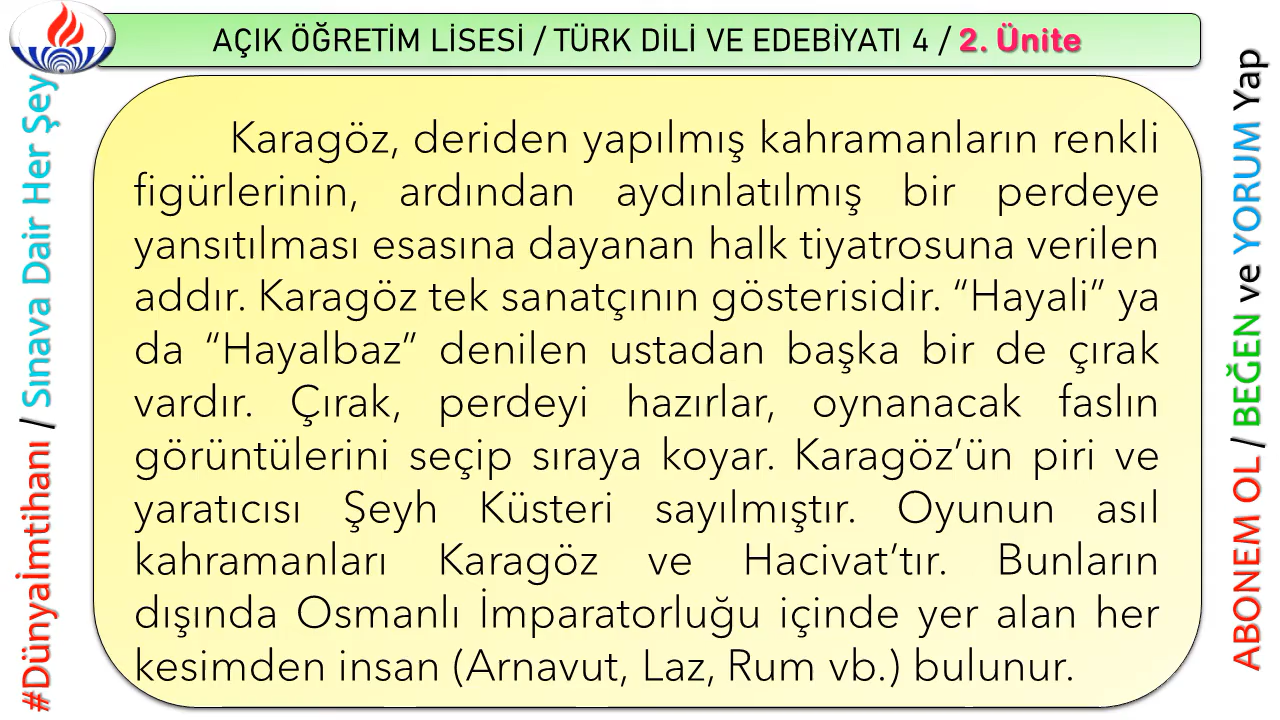 AÇIK ÖĞRETİM LİSESİ / TÜRK DİLİ VE EDEBİYATI 4 / 2. Ünite
#Dünyaİmtihanı / Sınava Dair Her Şey
Karagöz, deriden yapılmış kahramanların renkli
figürlerinin, ardından aydınlatılmış bir perdeye
yansıtılması esasına dayanan halk tiyatrosuna verilen
addır. Karagöz tek sanatçının gösterisidir. “Hayali” ya
da “Hayalbaz” denilen ustadan başka bir de çırak
vardır. Çırak, perdeyi hazırlar, oynanacak faslın
görüntülerini seçip sıraya koyar. Karagöz’ün piri ve
yaratıcısı Şeyh Küsteri sayılmıştır. Oyunun asıl
kahramanları Karagöz ve Hacivat’tır. Bunların
dışında Osmanlı İmparatorluğu içinde yer alan her
kesimden insan (Arnavut, Laz, Rum vb.) bulunur.
ABONEM OL / BEĞEN ve YORUM Yap